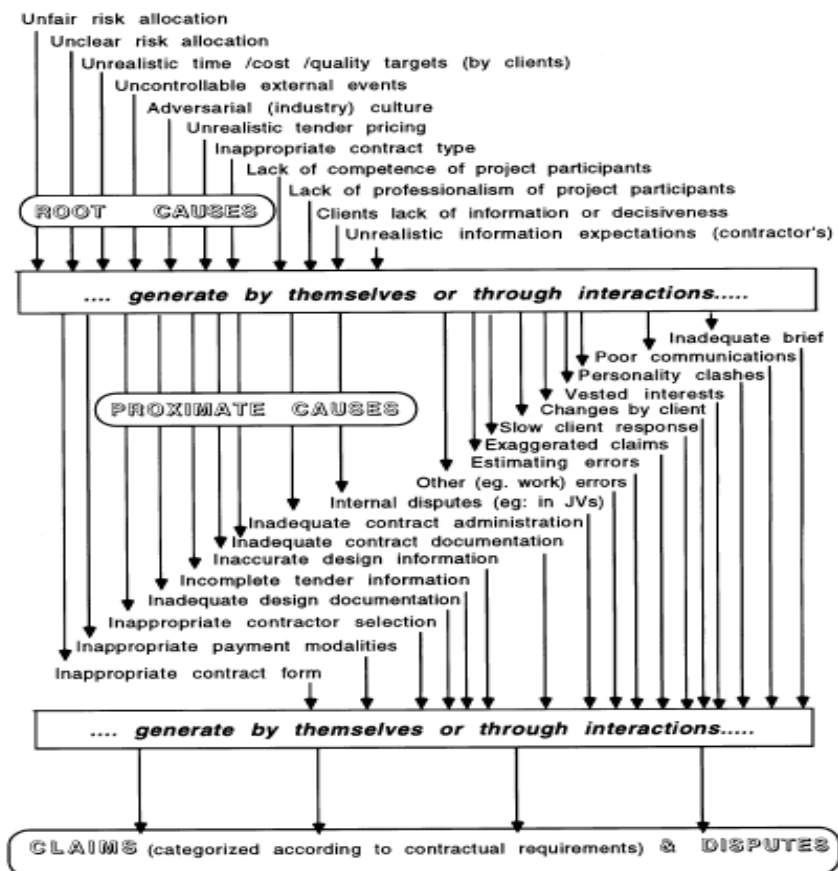 Unfair risk allocation
Unclear risk allocation
Unrealistic time /cost /quality targets (by clients)
Uncontrollable external events
Adversarial (industry) culture
Unrealistic tender pricing
Inappropriate contract type
Lack of competence of project participants
Lack of professionalism of project participants
ROOT CAUSES
Clients lack of information or decisiveness
Unrealistic information expectations (contractor's)
.... generate by themselves or through interactions.....
Inadequate brief
Poor communications
Personality clashes
Vested interests
PROXIMATE CAUSES
Changes by client
Slow client response
Exaggerated claims
Estimating errors
Other (eg. work) errors
Internal disputes (eg: in JVs)
Inadequate contract administration
Inadequate contract documentation
Inaccurate design information
Incomplete tender information
Inadequate design documentation
Inappropriate contractor selection
Inappropriate payment modalities
Inappropriate contract form
.... generate by themselves or through interactions.....
CLAIMS (categorized according to contractual requirements) & DISPUTES